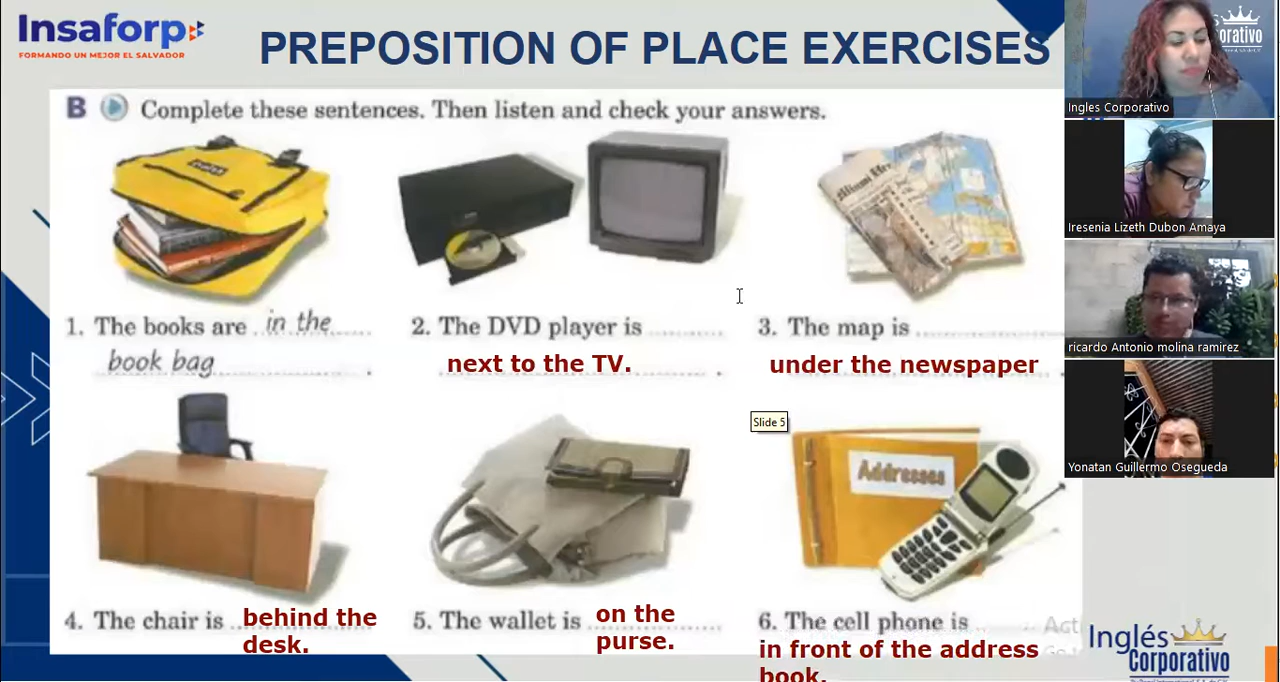 Insaforp
FORMANDO UN MEJOR EL SALVADOR
PREPOSITION OF PLACE EXERCISES
B Complete these sentences. Then listen and check your answers.
1. The books are in the
book bag.
2. The DVD player is
next to the TV.
3. The map is
under the newspaper
Slide 5
Addresses
4. The chair is behind the
desk.
5. The wallet is on the
purse.
6. The cell phone is
in front of the address
book.
Inglés
Corporativo
Ingles Corporativo
Iresenia Lizeth Dubon Amaya
ricardo Antonio molina ramirez
Yonatan Guillermo Osegueda